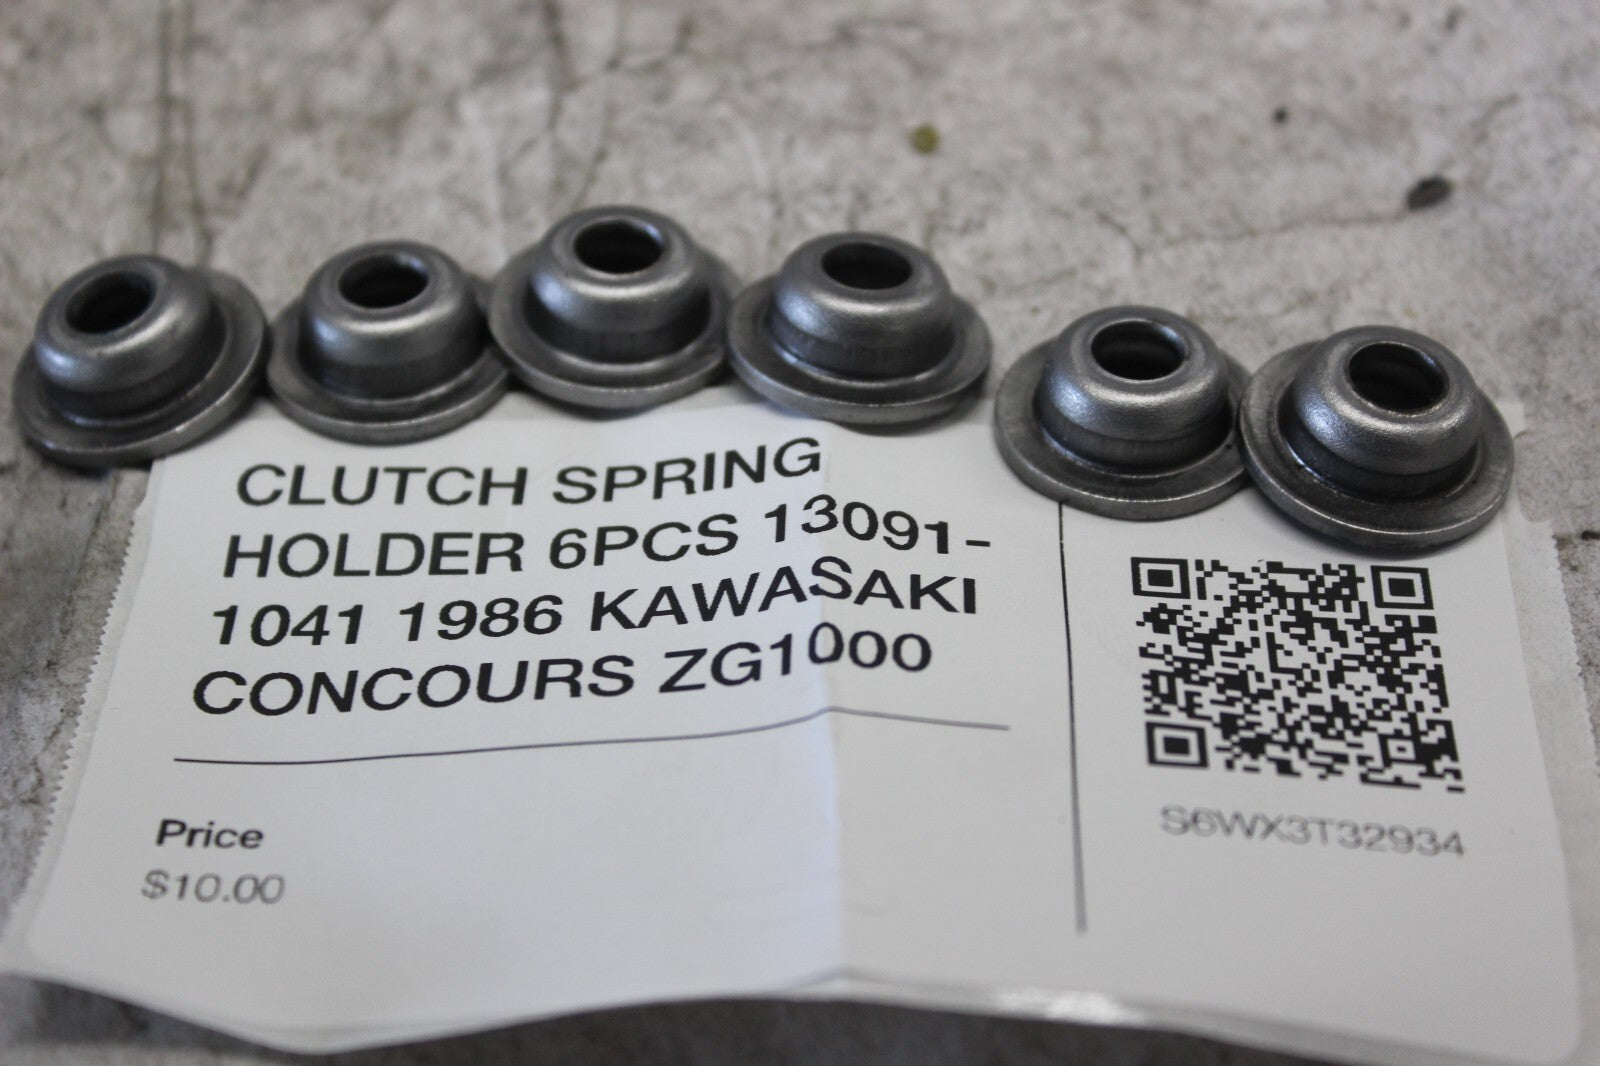 CLUTCH SPRING
HOLDER 6PCS 13091-
1041 1986 KAWASAKI
CONCOURS ZG1000
Price
$10.00
S6WX3T32934